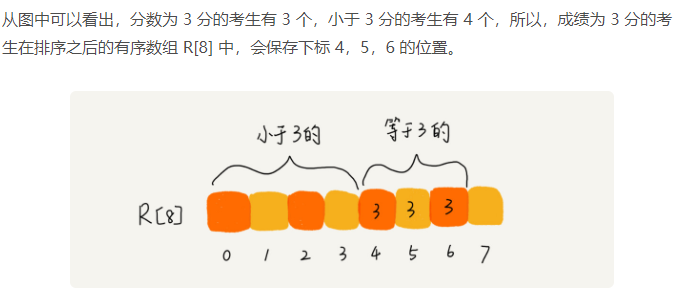 从图中可以看出，分数为 3 分的考生有 3 个，小于 3 分的考生有 4 个，所以，成绩为 3 分的考
生在排序之后的有序数组 R[8] 中，会保存下标 4，5，6 的位置。
小于3的 等于3的
R[8] 3 3 3
0 1 2 3 4 5 6 7